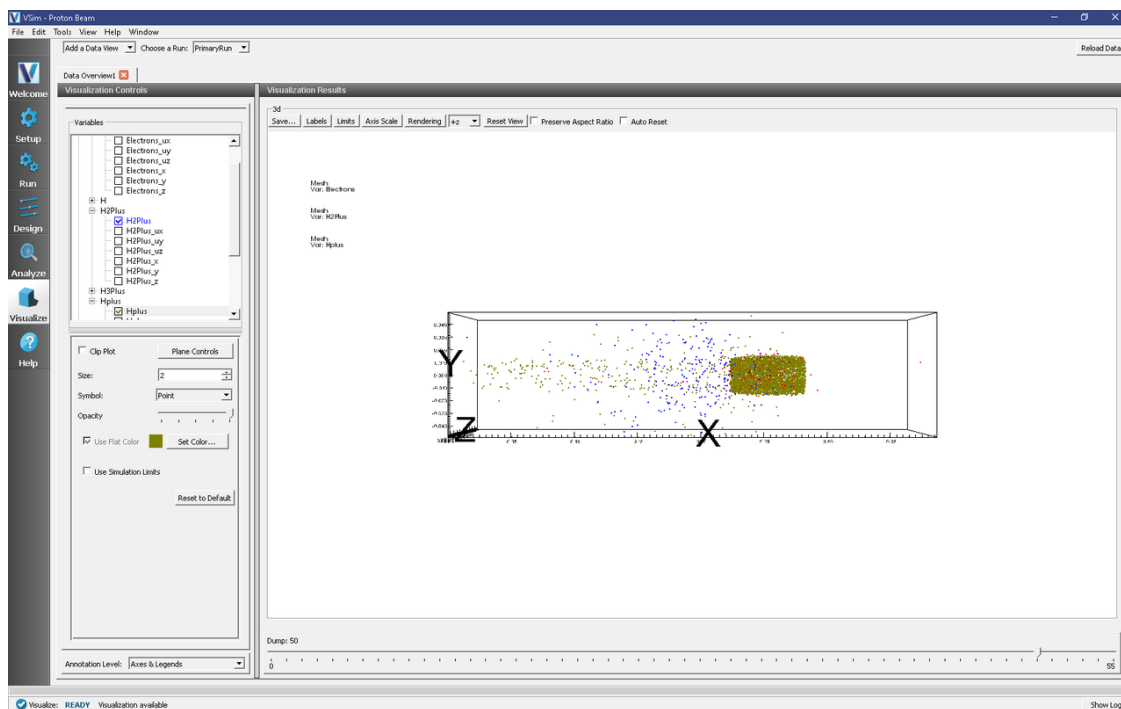 VSim - Proton Beam
File Edit Tools View Help Window
Add a Data View Choose a Run: PrimaryRun Reload Data
Data Overview1
Welcome
Setup
Run
Design
Analyze
Visualize
Help
Visualization Controls
Variables
Electrons_ux
Electrons_uy
Electrons_uz
Electrons_x
Electrons_y
Electrons_z
H
H2Plus
H2Plus
H2Plus_ux
H2Plus_uy
H2Plus_uz
H2Plus_x
H2Plus_y
H2Plus_z
H3Plus
Hplus
Hplus
Clip Plot Plane Controls
Size: 2
Symbol: Point
Opacity
Use Flat Color Set Color...
Use Simulation Limits
Reset to Default
Annotation Level: Axes & Legends
Visualization Results
3d
Save... Labels Limits Axis Scale Rendering +z Reset View Preserve Aspect Ratio Auto Reset
Mesh
Var: Electrons
Mesh
Var: H2Plus
Mesh
Var: Hplus
Y
Z
X
Dump: 50
0 55
Visualize: READY Visualization available Show Log